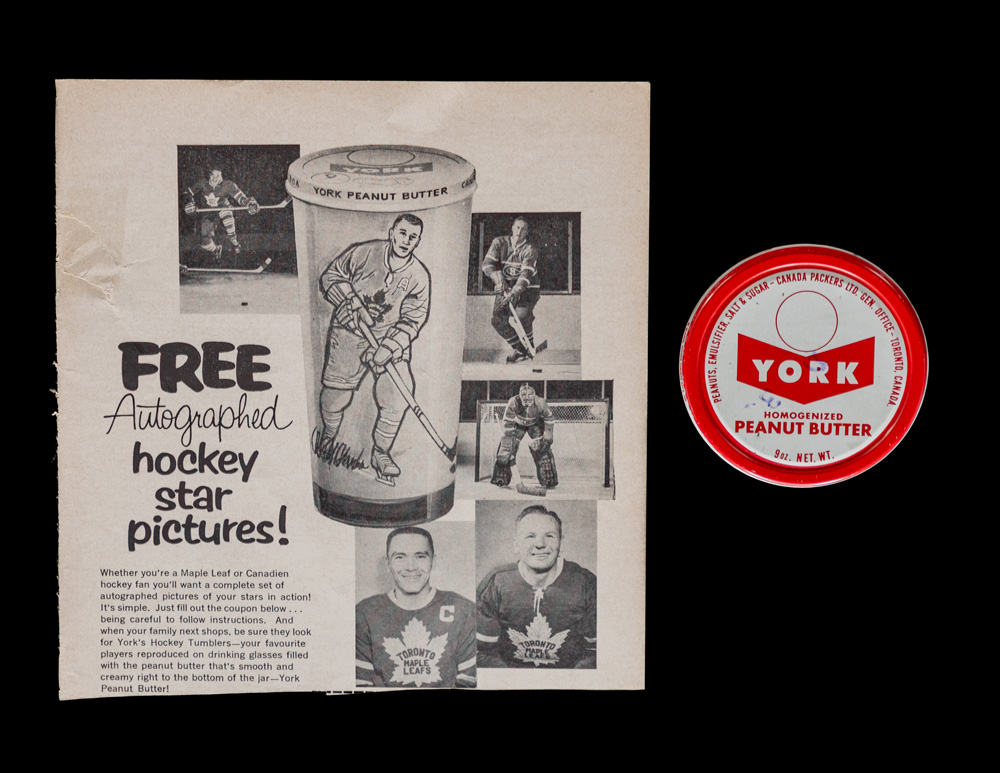 YORK
YORK PEANUT BUTTER
FREE
Autographed
hockey
star
pictures!
Whether you're a Maple Leaf or Canadien
hockey fan you'll want a complete set of
autographed pictures of your stars in action!
It's simple. Just fill out the coupon below...
being careful to follow instructions. And
when your family next shops, be sure they look
for York's Hockey Tumblers—your favourite
players reproduced on drinking glasses filled
with the peanut butter that's smooth and
creamy right to the bottom of the jar—York
Peanut Butter!
A
C
TORONTO
MAPLE
LEAFS
TORONTO
MAPLE
LEAFS
PEANUTS, EMULSIFIER, SALT & SUGAR - CANADA PACKERS LTD. GEN. OFFICE - TORONTO, CANADA.
YORK
HOMOGENIZED
PEANUT BUTTER
9 oz. NET. WT.